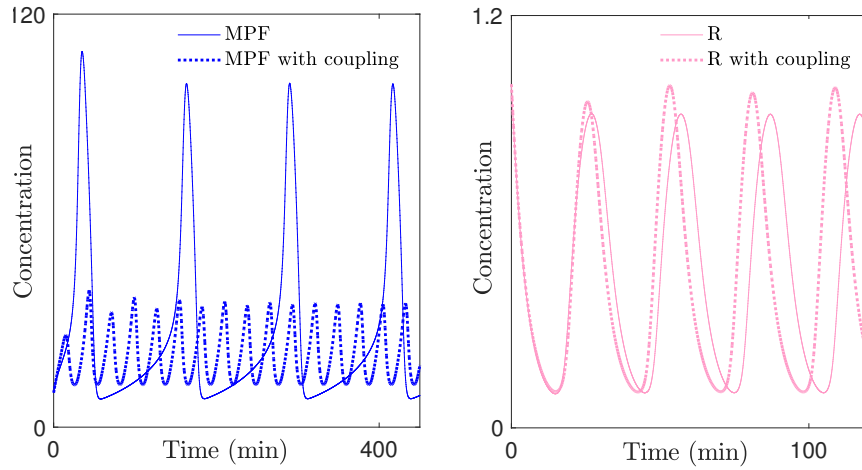 120
MPF
MPF with coupling
Concentration
0
0
Time (min)
400
1.2
R
R with coupling
Concentration
0
0
Time (min)
100